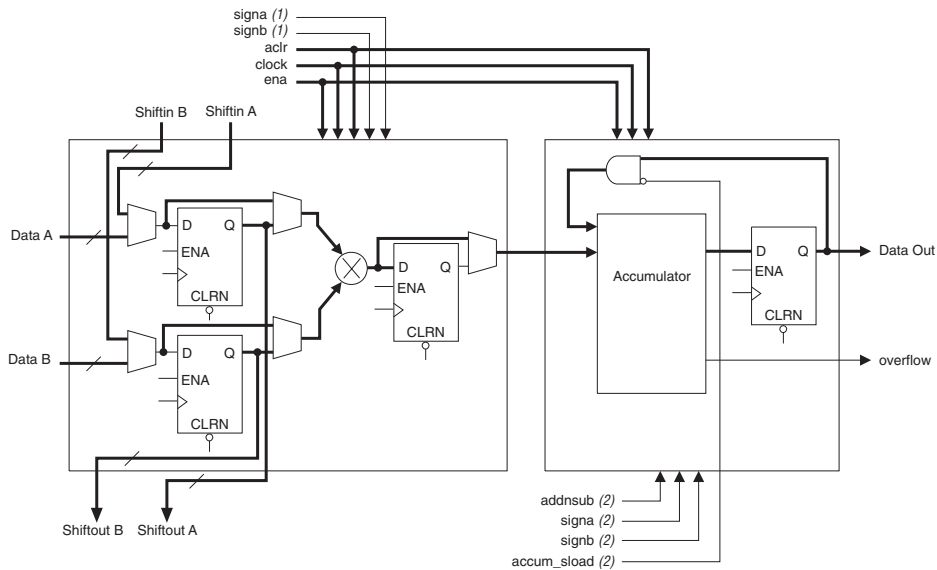 signa (1)
signb (1)
aclr
clock
ena
Shiftin B
Shiftin A
Data A
D
Q
ENA
CLRN
Data B
D
Q
ENA
CLRN
D
Q
ENA
CLRN
Accumulator
D
Q
ENA
CLRN
Data Out
overflow
Shiftout B
Shiftout A
addnsub (2)
signa (2)
signb (2)
accum_sload (2)